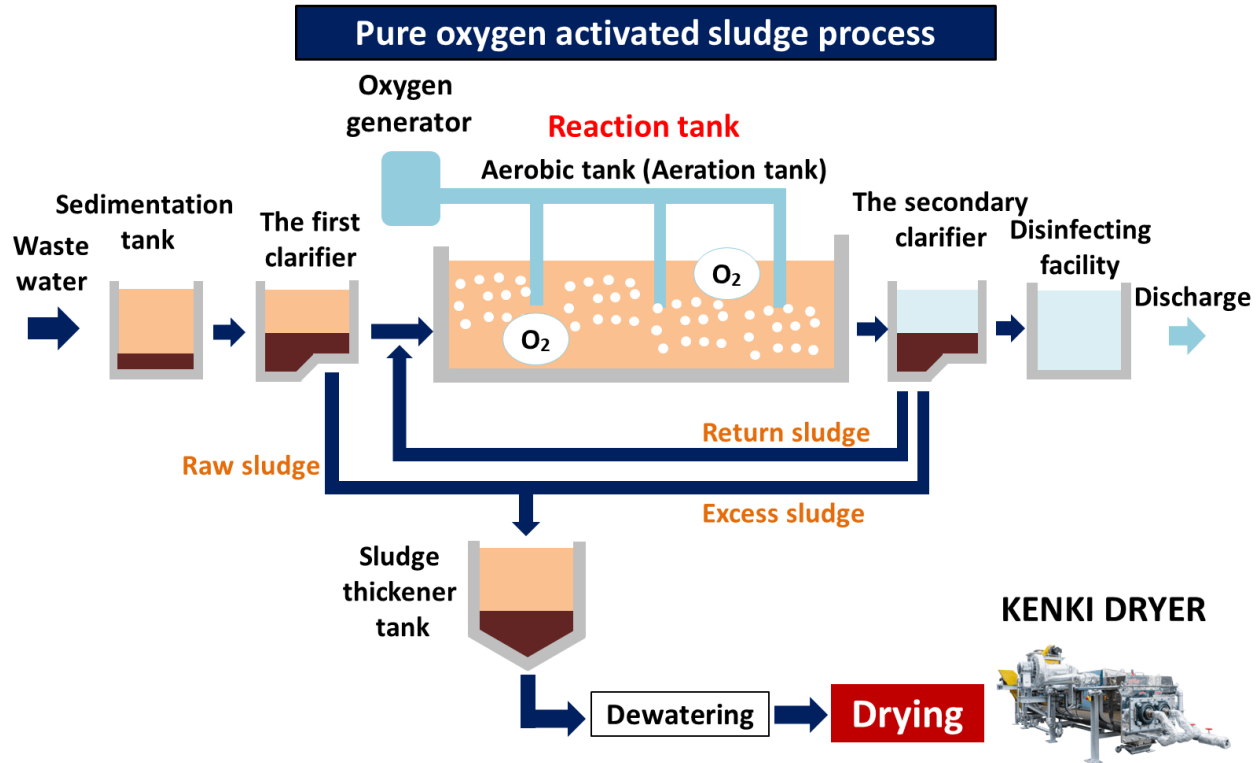 Pure oxygen activated sludge process
Oxygen
generator
Reaction tank
Aerobic tank (Aeration tank)
Sedimentation
tank
The first
clarifier
The secondary
clarifier
Disinfecting
facility
Waste
water
Discharge
O₂
O₂
Return sludge
Raw sludge
Excess sludge
Sludge
thickener
tank
KENKI DRYER
Dewatering
Drying